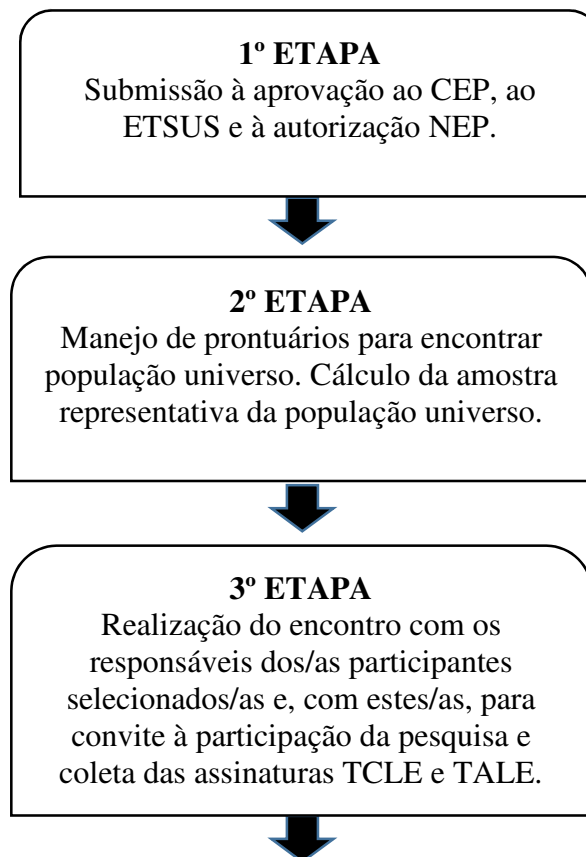 1º ETAPA
Submissão à aprovação ao CEP, ao
ETSUS e à autorização NEP.
2º ETAPA
Manejo de prontuários para encontrar
população universo. Cálculo da amostra
representativa da população universo.
3º ETAPA
Realização do encontro com os
responsáveis dos/as participantes
selecionados/as e, com estes/as, para
convite à participação da pesquisa e
coleta das assinaturas TCLE e TALE.